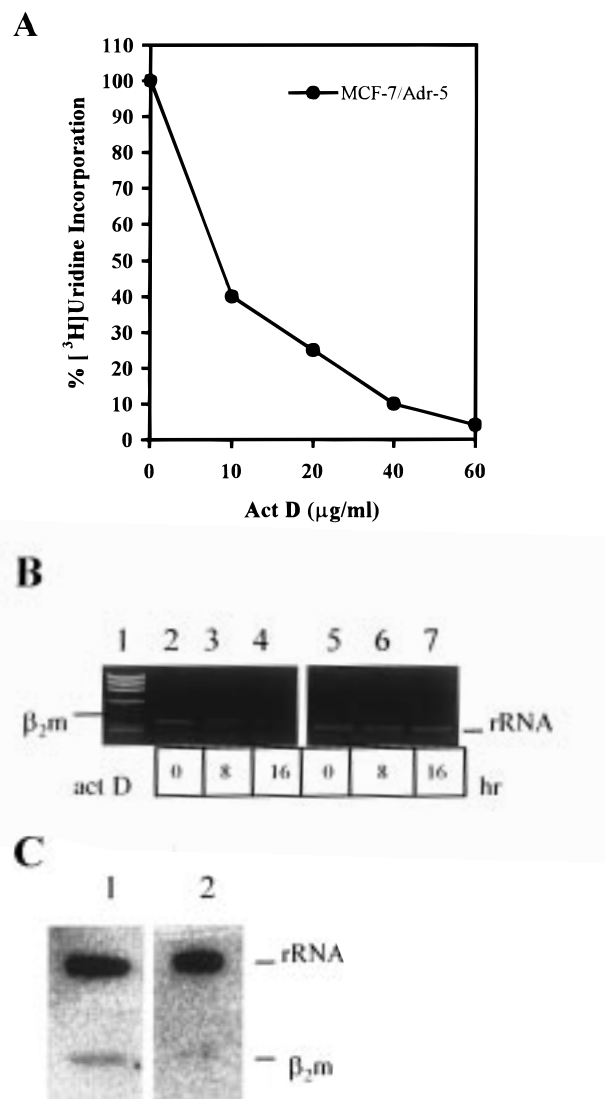 A
110
100
90
80
70
60
50
40
30
20
10
0
% [³H]Uridine Incorporation
MCF-7/Adr-5
0 10 20 40 60
Act D (μg/ml)
B
1 2 3 4 5 6 7
β₂m
rRNA
act D 0 8 16 0 8 16 hr
C
1 2
rRNA
β₂m